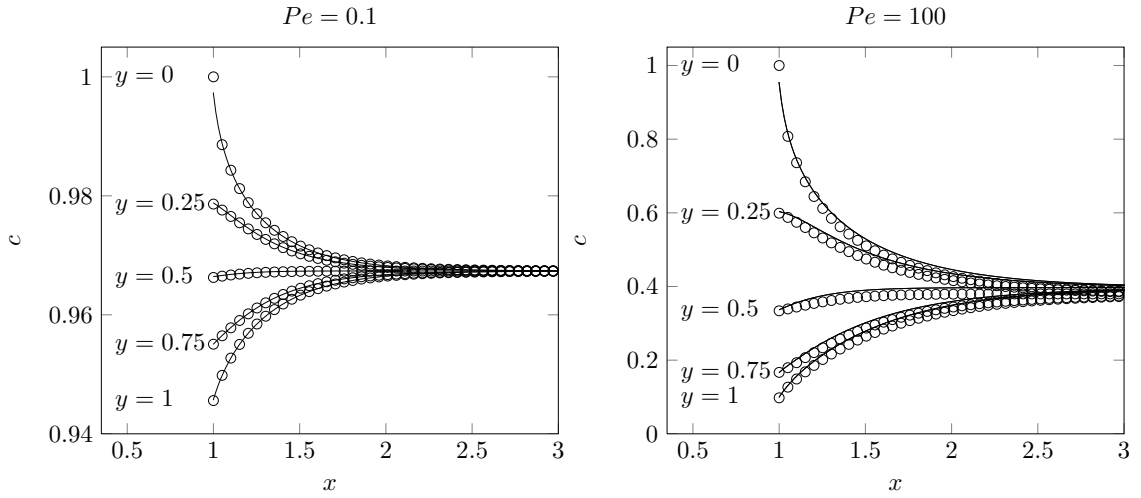 Pe = 0.1
1
0.98
0.96
0.94
c
y = 0
y = 0.25
y = 0.5
y = 0.75
y = 1
0.5 1 1.5 2 2.5 3
x
Pe = 100
1
0.8
0.6
0.4
0.2
0
c
y = 0
y = 0.25
y = 0.5
y = 0.75
y = 1
0.5 1 1.5 2 2.5 3
x